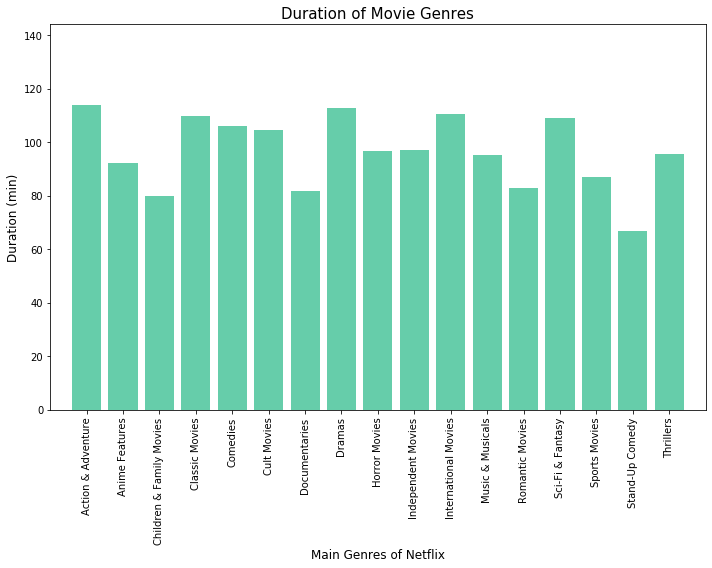 Duration of Movie Genres
Duration (min)
140
120
100
80
60
40
20
0
Action & Adventure
Anime Features
Children & Family Movies
Classic Movies
Comedies
Cult Movies
Documentaries
Dramas
Horror Movies
Independent Movies
International Movies
Music & Musicals
Romantic Movies
Sci-Fi & Fantasy
Sports Movies
Stand-Up Comedy
Thrillers
Main Genres of Netflix